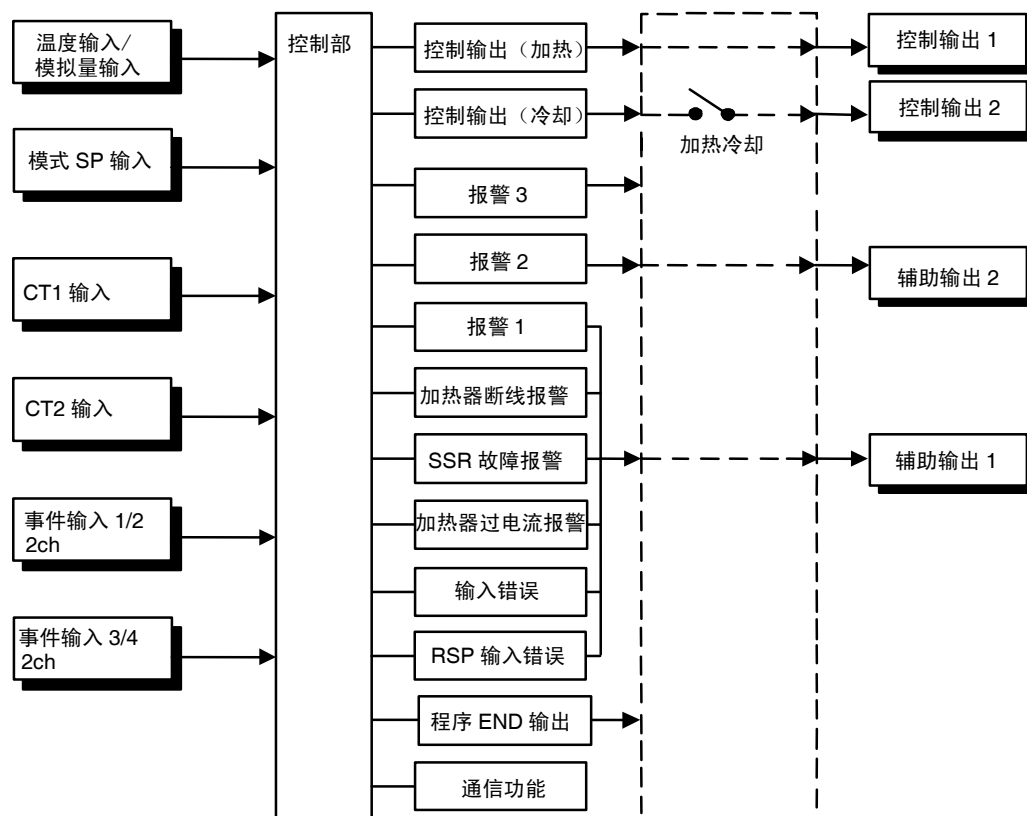 温度输入/
模拟量输入
模式 SP 输入
CT1 输入
CT2 输入
事件输入 1/2
2ch
事件输入 3/4
2ch
控制部
控制输出（加热）
控制输出（冷却）
报警 3
报警 2
报警 1
加热器断线报警
SSR 故障报警
加热器过电流报警
输入错误
RSP 输入错误
程序 END 输出
通信功能
加热冷却
控制输出 1
控制输出 2
辅助输出 2
辅助输出 1